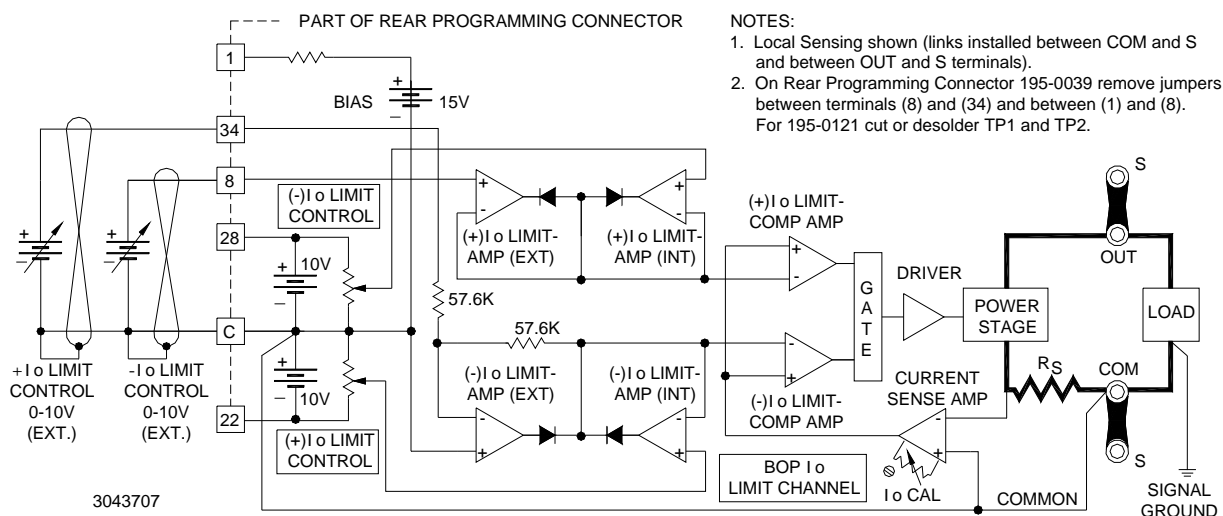 PART OF REAR PROGRAMMING CONNECTOR
NOTES:
1. Local Sensing shown (links installed between COM and S
and between OUT and S terminals).
2. On Rear Programming Connector 195-0039 remove jumpers
between terminals (8) and (34) and between (1) and (8).
For 195-0121 cut or desolder TP1 and TP2.
1
+
BIAS
15V
–
34
8
28
C
22
+
–
+
–
+I o LIMIT
CONTROL
0-10V
(EXT.)
-I o LIMIT
CONTROL
0-10V
(EXT.)
(-)I o LIMIT
CONTROL
+
10V
–
+
10V
–
(+)I o LIMIT
CONTROL
57.6K
57.6K
+
-
(+)I o LIMIT-
AMP (EXT)
+
-
(+)I o LIMIT-
AMP (INT)
(-)I o LIMIT-
AMP (EXT)
-
+
(-)I o LIMIT-
AMP (INT)
-
+
(+)I o LIMIT-
COMP AMP
+
-
-
+
(-)I o LIMIT-
COMP AMP
GATE
DRIVER
POWER
STAGE
S
OUT
LOAD
RS
COM
S
CURRENT
SENSE AMP
-
+
I o CAL
BOP I o
LIMIT CHANNEL
COMMON
SIGNAL
GROUND
3043707